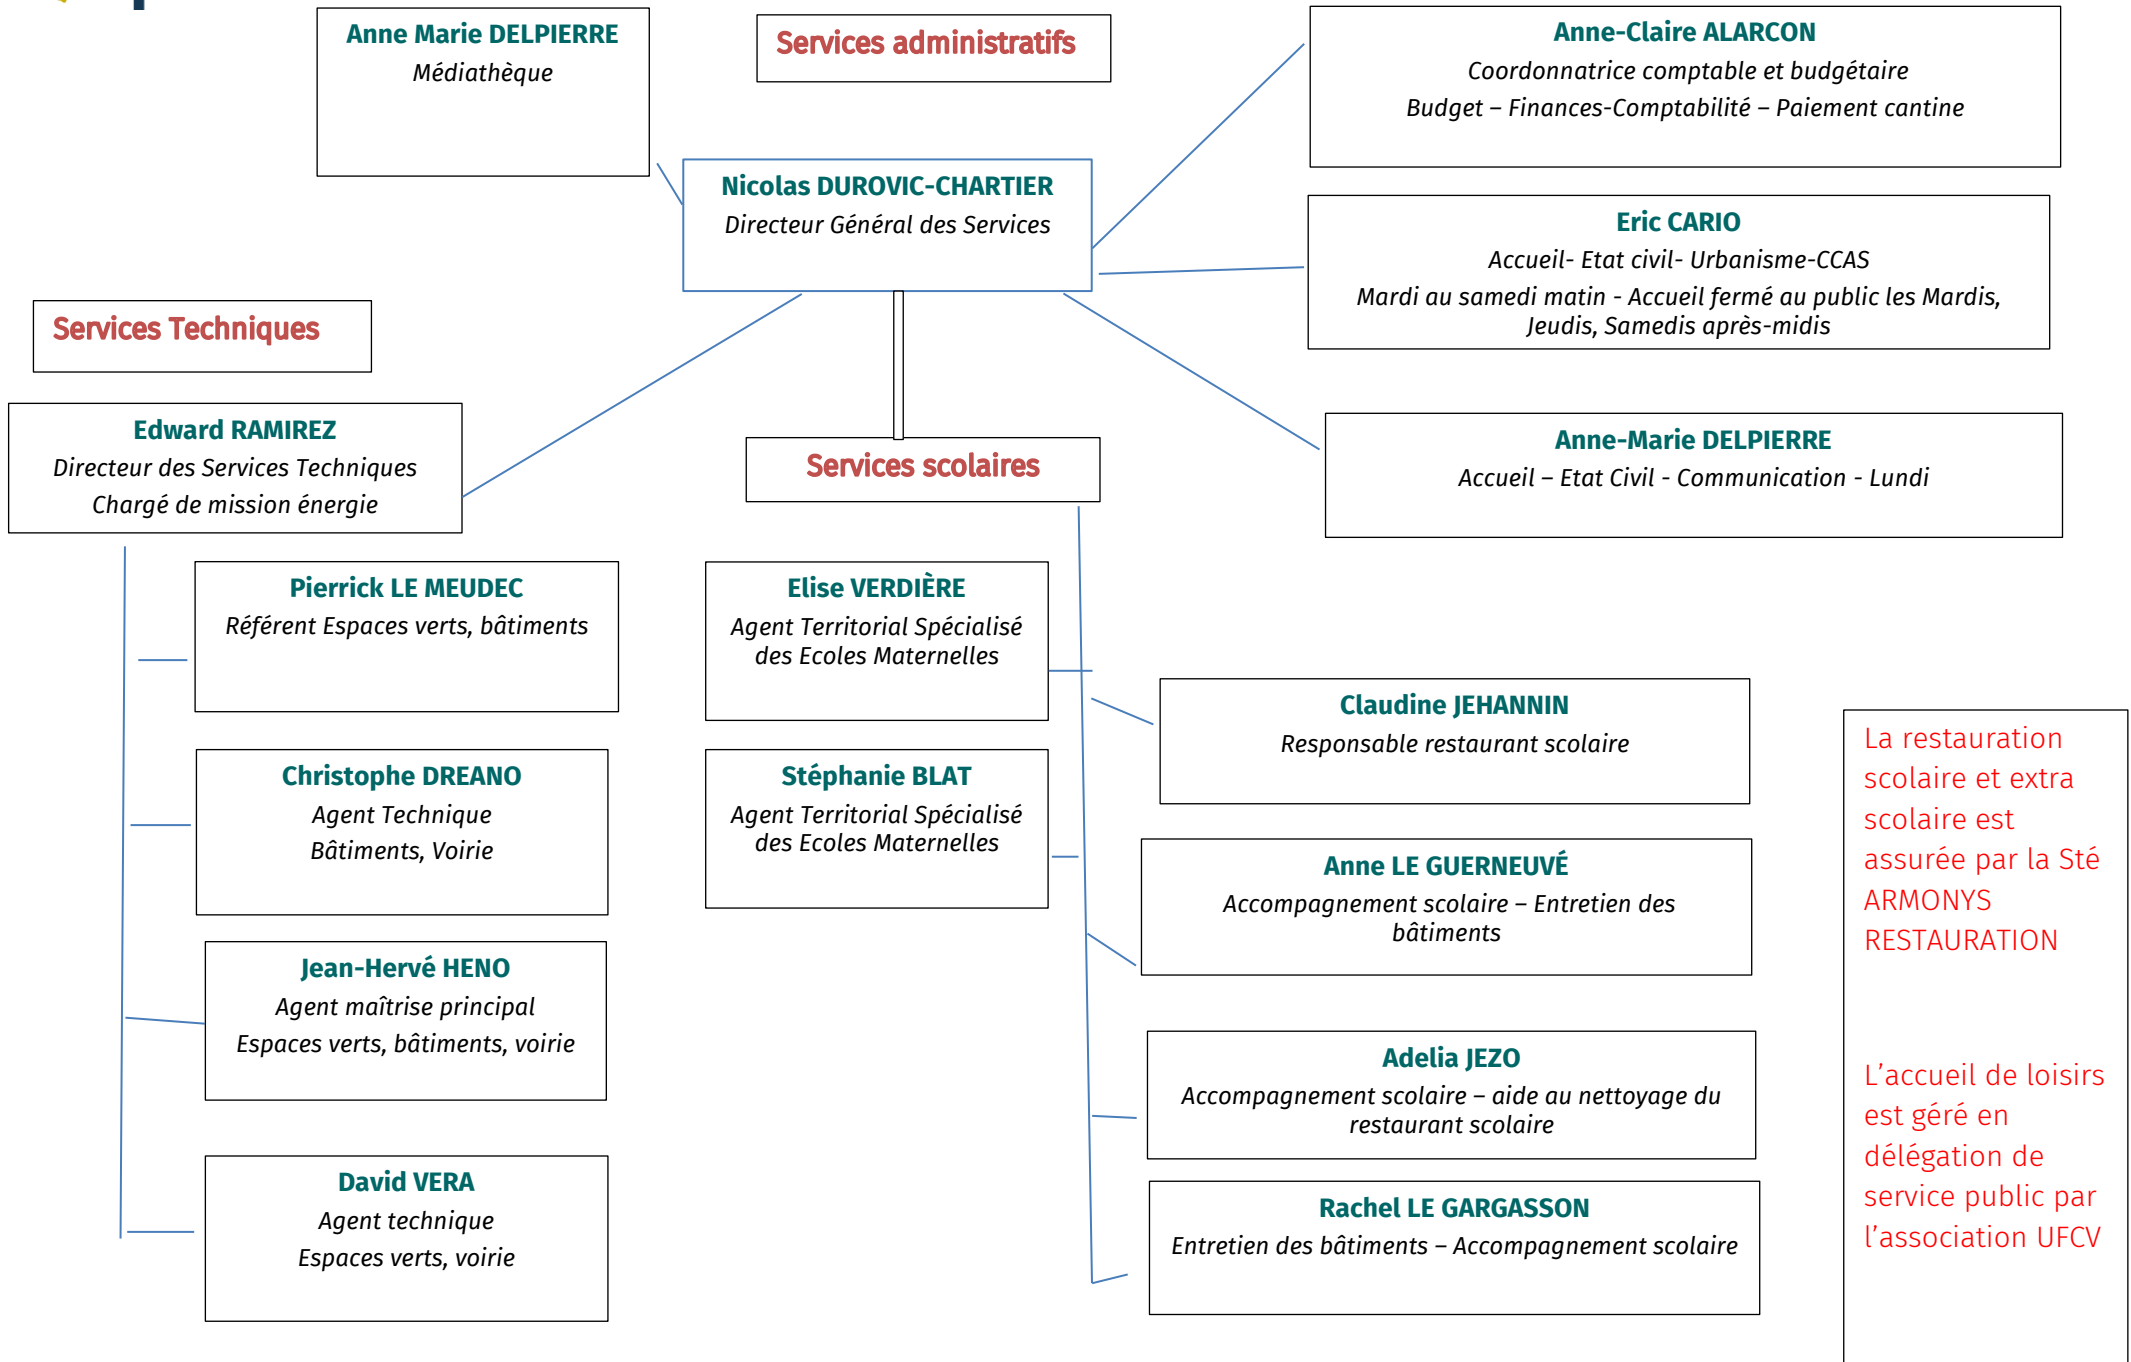 Anne Marie DELPIERRE
Médiathèque
Services administratifs
Anne-Claire ALARCON
Coordonnatrice comptable et budgétaire
Budget – Finances-Comptabilité – Paiement cantine
Nicolas DUROVIC-CHARTIER
Directeur Général des Services
Eric CARIO
Accueil- Etat civil- Urbanisme-CCAS
Mardi au samedi matin - Accueil fermé au public les Mardis,
Jeudis, Samedis après-midis
Services Techniques
Edward RAMIREZ
Directeur des Services Techniques
Chargé de mission énergie
Services scolaires
Anne-Marie DELPIERRE
Accueil – Etat Civil - Communication - Lundi
Pierrick LE MEUDEC
Référent Espaces verts, bâtiments
Christophe DREANO
Agent Technique
Bâtiments, Voirie
Jean-Hervé HENO
Agent maîtrise principal
Espaces verts, bâtiments, voirie
David VERA
Agent technique
Espaces verts, voirie
Elise VERDIÈRE
Agent Territorial Spécialisé
des Ecoles Maternelles
Stéphanie BLAT
Agent Territorial Spécialisé
des Ecoles Maternelles
Claudine JEHANNIN
Responsable restaurant scolaire
Anne LE GUERNEUVÉ
Accompagnement scolaire – Entretien des
bâtiments
Adelia JEZO
Accompagnement scolaire – aide au nettoyage du
restaurant scolaire
Rachel LE GARGASSON
Entretien des bâtiments – Accompagnement scolaire
La restauration
scolaire et extra
scolaire est
assurée par la Sté
ARMONYS
RESTAURATION
L’accueil de loisirs
est géré en
délégation de
service public par
l’association UFCV